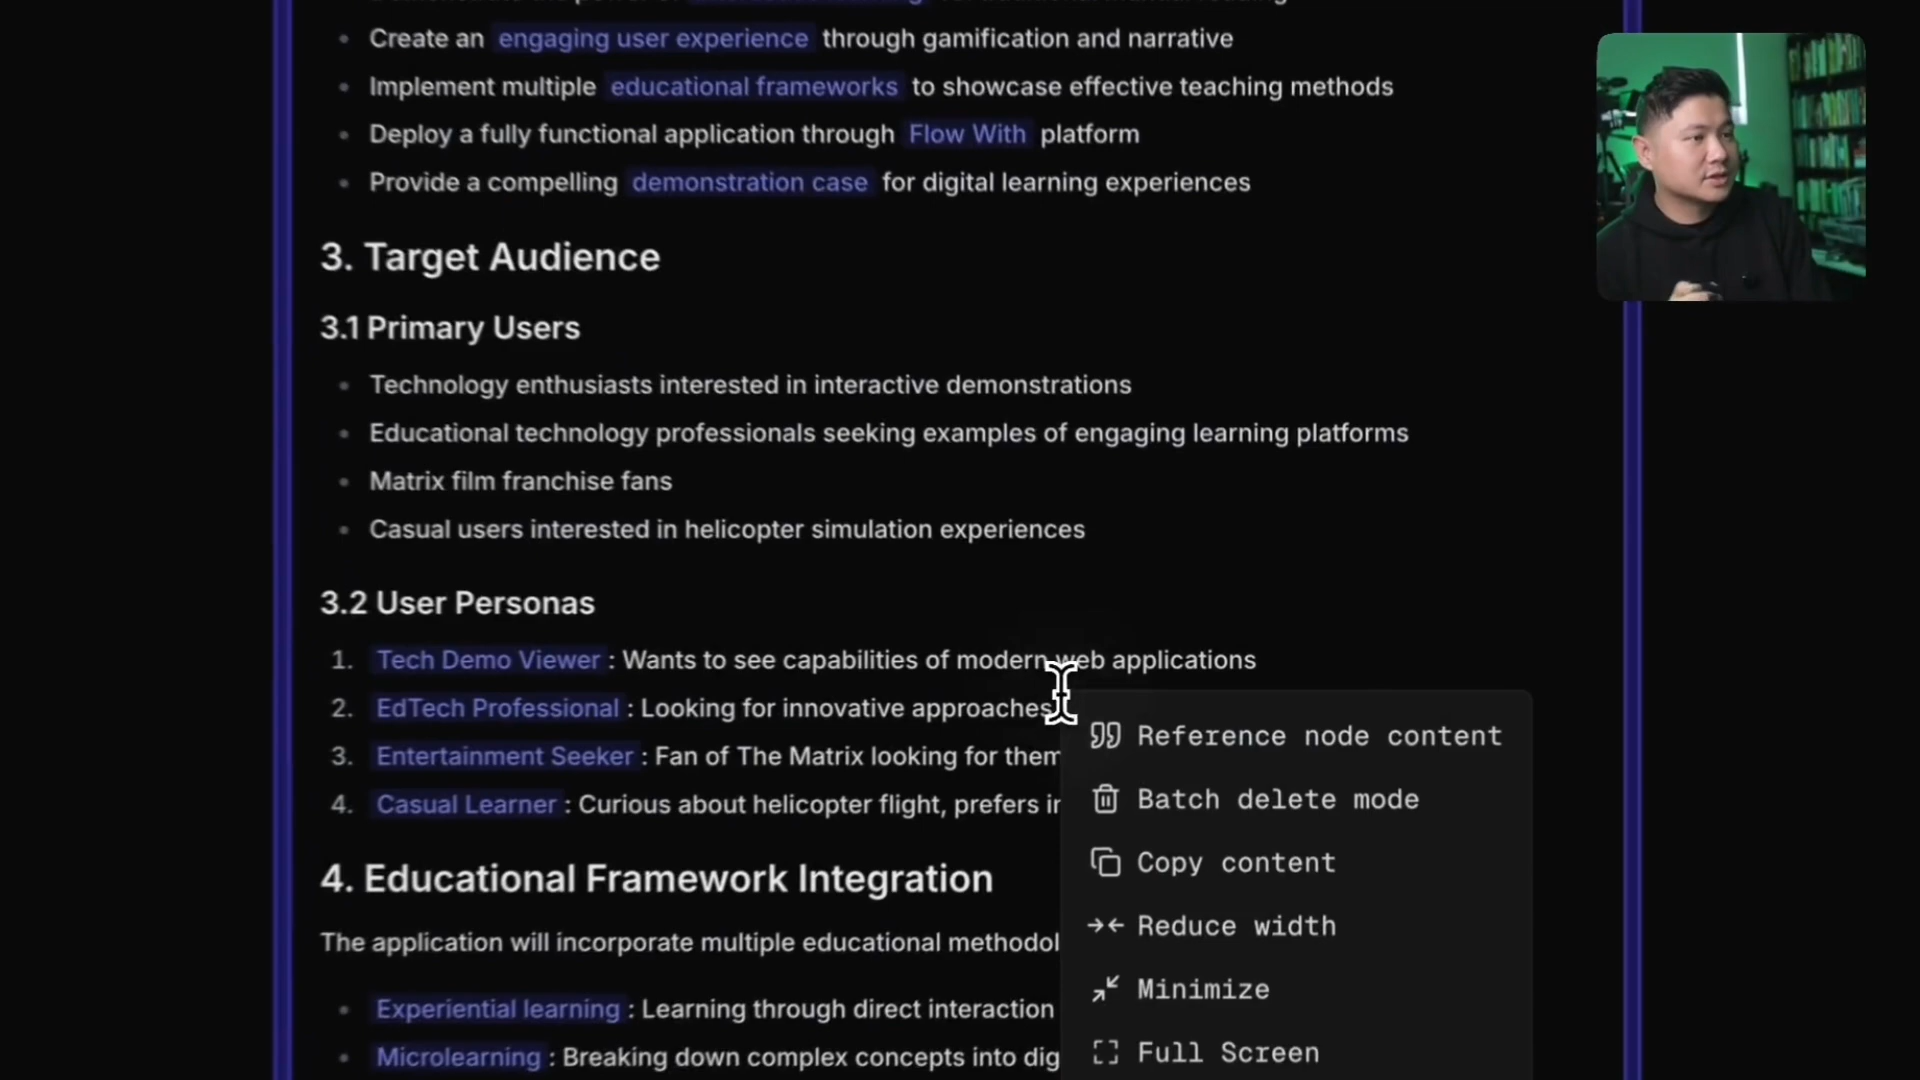 Create an engaging user experience through gamification and narrative
Implement multiple educational frameworks to showcase effective teaching methods
Deploy a fully functional application through Flow With platform
Provide a compelling demonstration case for digital learning experiences
3. Target Audience
3.1 Primary Users
Technology enthusiasts interested in interactive demonstrations
Educational technology professionals seeking examples of engaging learning platforms
Matrix film franchise fans
Casual users interested in helicopter simulation experiences
3.2 User Personas
1. Tech Demo Viewer : Wants to see capabilities of modern web applications
2. EdTech Professional : Looking for innovative approaches
3. Entertainment Seeker : Fan of The Matrix looking for them
4. Casual Learner : Curious about helicopter flight, prefers in
4. Educational Framework Integration
The application will incorporate multiple educational methodol
Experiential learning : Learning through direct interaction
Microlearning : Breaking down complex concepts into dig
Reference node content
Batch delete mode
Copy content
Reduce width
Minimize
Full Screen